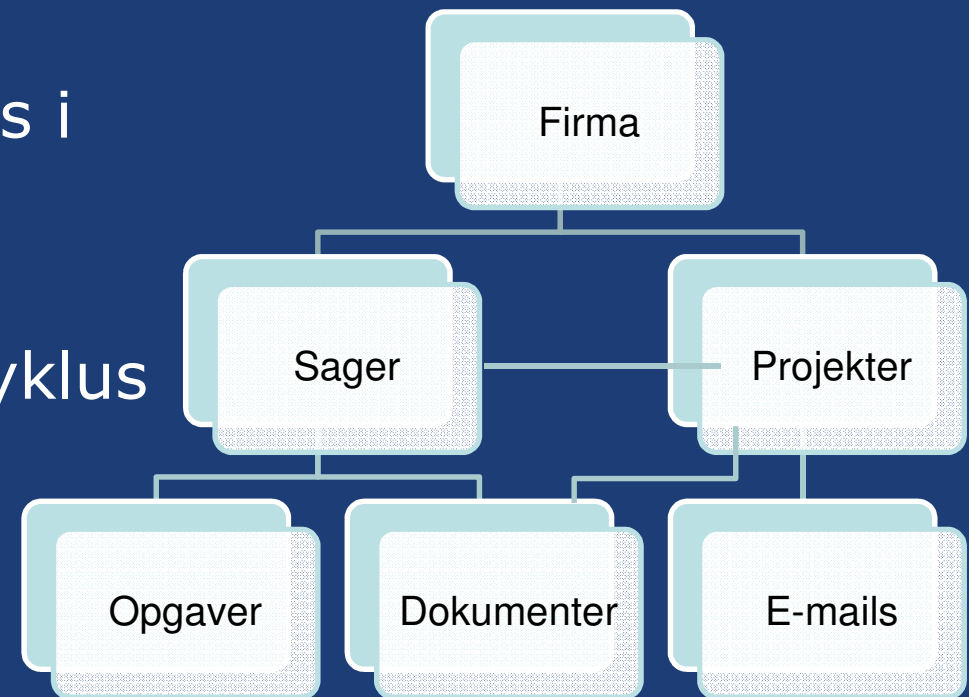 s i
Firma
yklus
Sager
Projekter
Opgaver
Dokumenter
E-mails